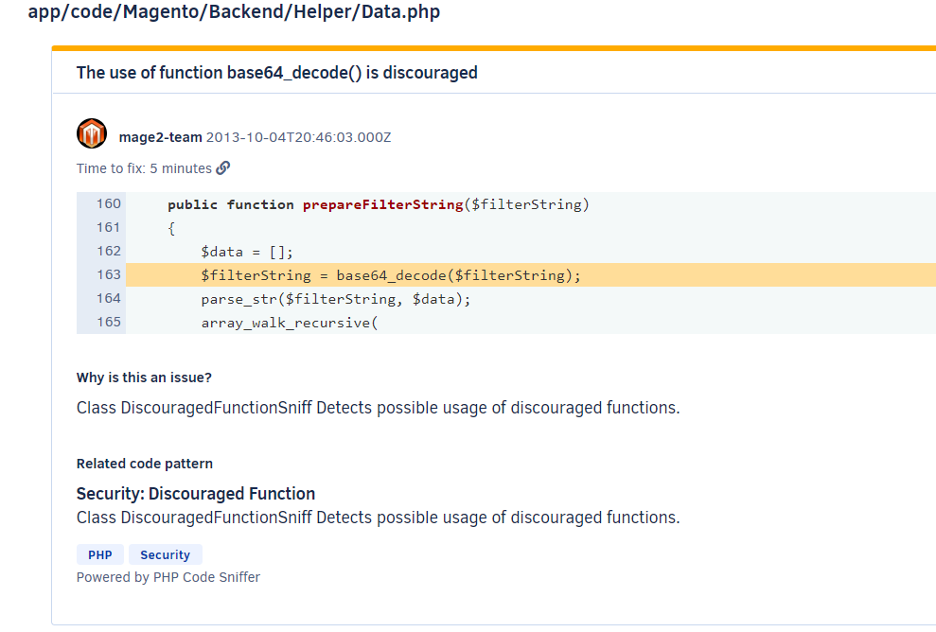 app/code/Magento/Backend/Helper/Data.php
The use of function base64_decode() is discouraged
mage2-team 2013-10-04T20:46:03.000Z
Time to fix: 5 minutes
160 public function prepareFilterString($filterString)
161 {
162 $data = [];
163 $filterString = base64_decode($filterString);
164 parse_str($filterString, $data);
165 array_walk_recursive(
Why is this an issue?
Class DiscouragedFunctionSniff Detects possible usage of discouraged functions.
Related code pattern
Security: Discouraged Function
Class DiscouragedFunctionSniff Detects possible usage of discouraged functions.
PHP Security
Powered by PHP Code Sniffer